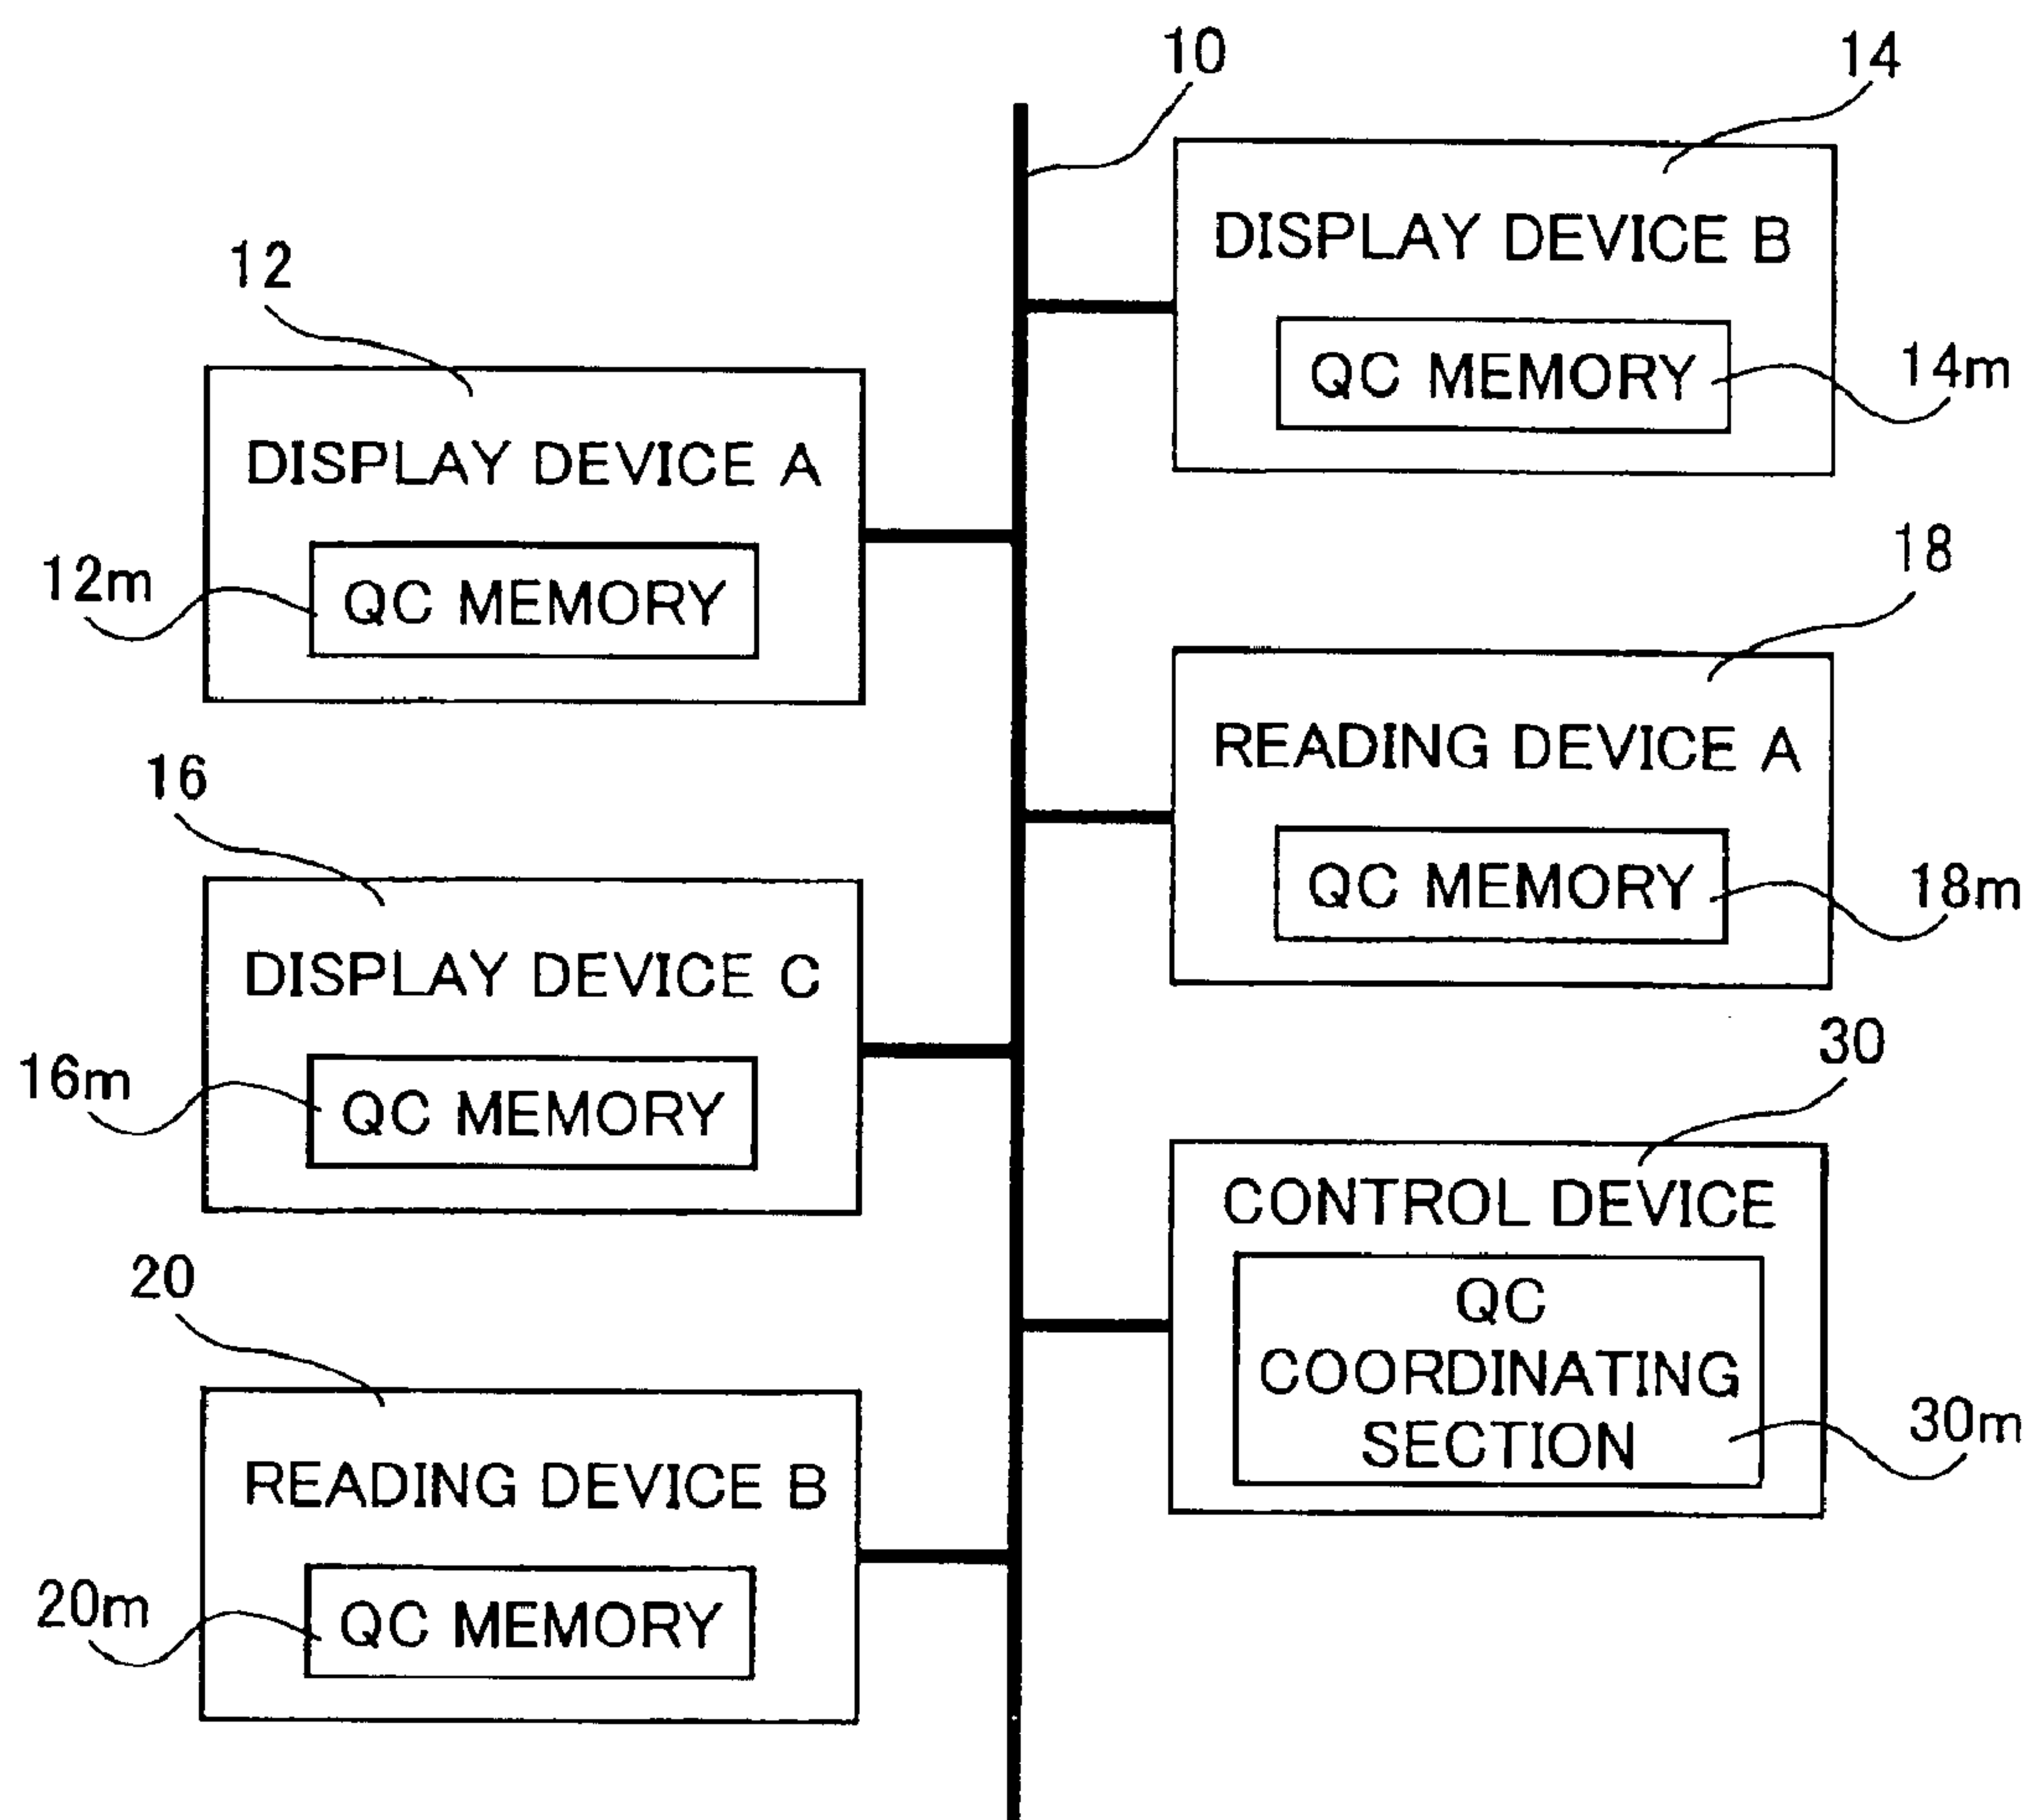 10
14
DISPLAY DEVICE B
12
QC MEMORY
14m
DISPLAY DEVICE A
12m
QC MEMORY
18
READING DEVICE A
16
QC MEMORY
18m
DISPLAY DEVICE C
16m
QC MEMORY
30
CONTROL DEVICE
QC
COORDINATING
SECTION
30m
20
READING DEVICE B
20m
QC MEMORY